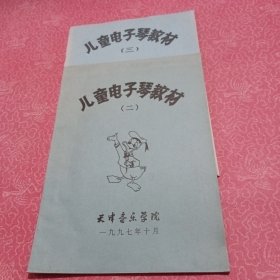 儿童电子琴教材
（三）
儿童电子琴教材
（二）
天津音乐学院
一九九七年十月